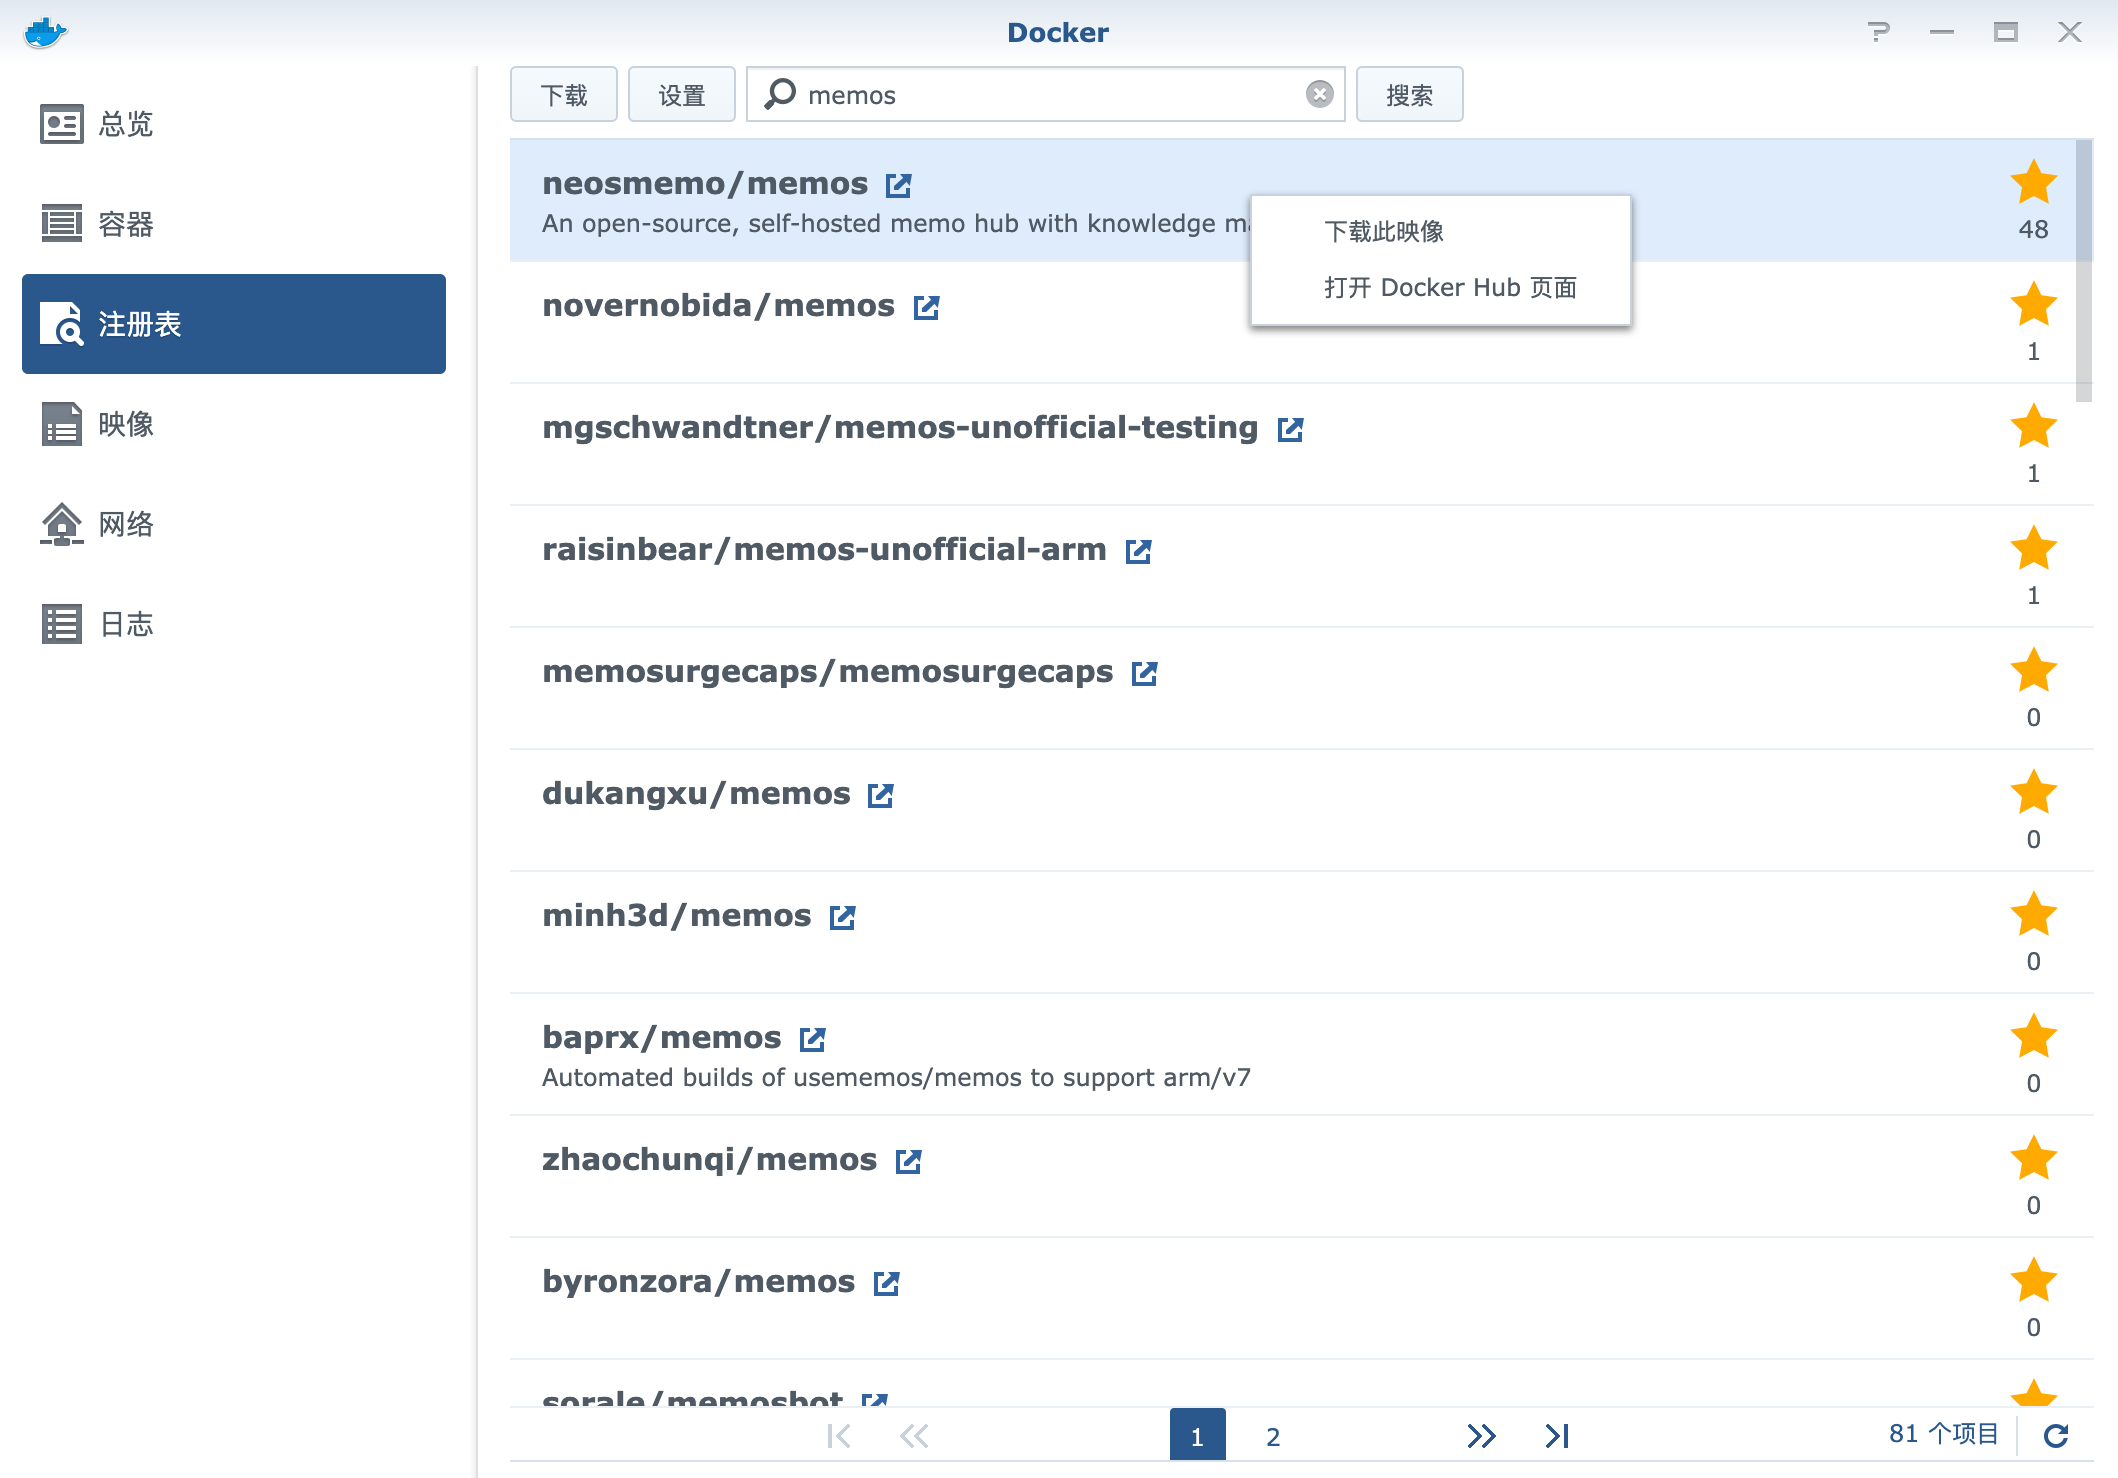 Docker
总览
容器
注册表
映像
网络
日志
下载
设置
memos
搜索
neosmemo/memos
An open-source, self-hosted memo hub with knowledge
48
下载此映像
打开 Docker Hub 页面
novernobida/memos
1
mgschwandtner/memos-unofficial-testing
1
raisinbear/memos-unofficial-arm
1
memosurgecaps/memosurgecaps
0
dukangxu/memos
0
minh3d/memos
0
baprx/memos
Automated builds of usememos/memos to support arm/v7
0
zhaochunqi/memos
0
byronzora/memos
0
sorale/memosbot
1
2
81 个项目